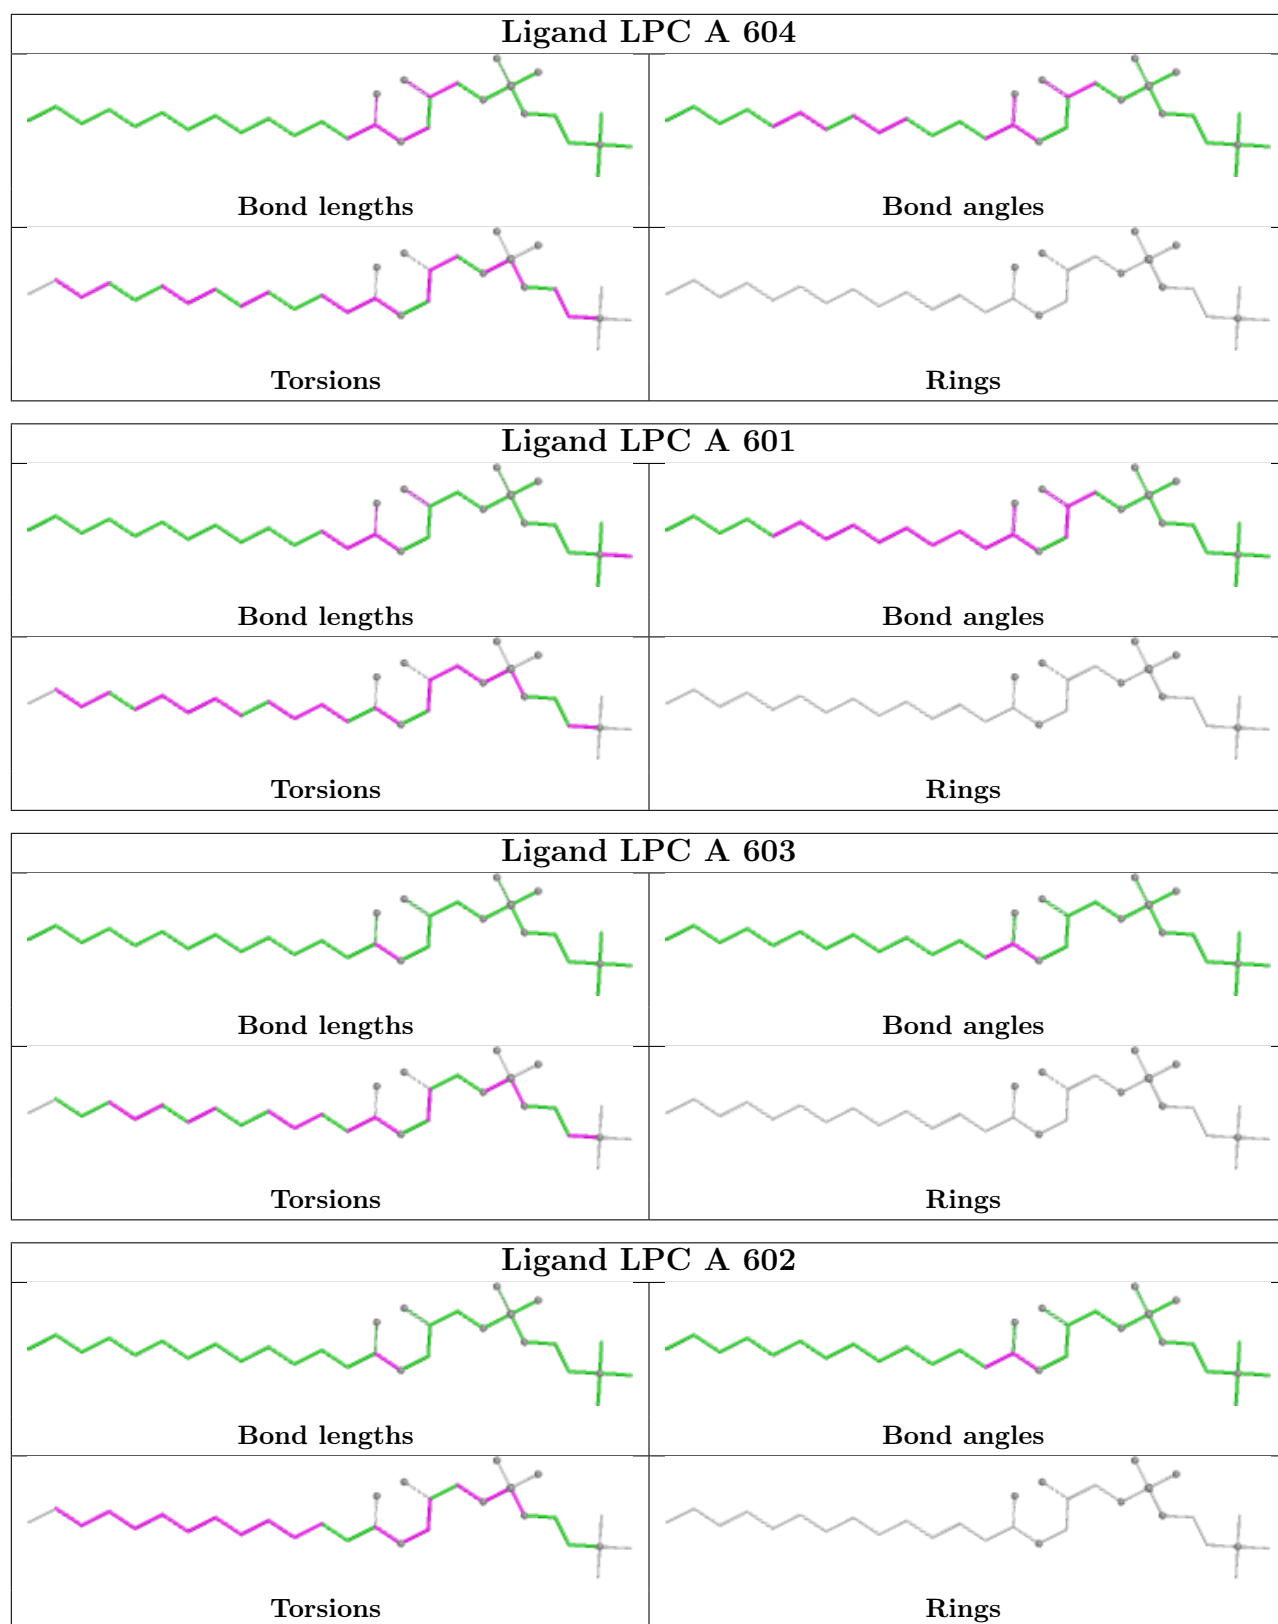 Ligand LPC A 604
Bond lengths
Bond angles
Torsions
Rings
Ligand LPC A 601
Bond lengths
Bond angles
Torsions
Rings
Ligand LPC A 603
Bond lengths
Bond angles
Torsions
Rings
Ligand LPC A 602
Bond lengths
Bond angles
Torsions
Rings